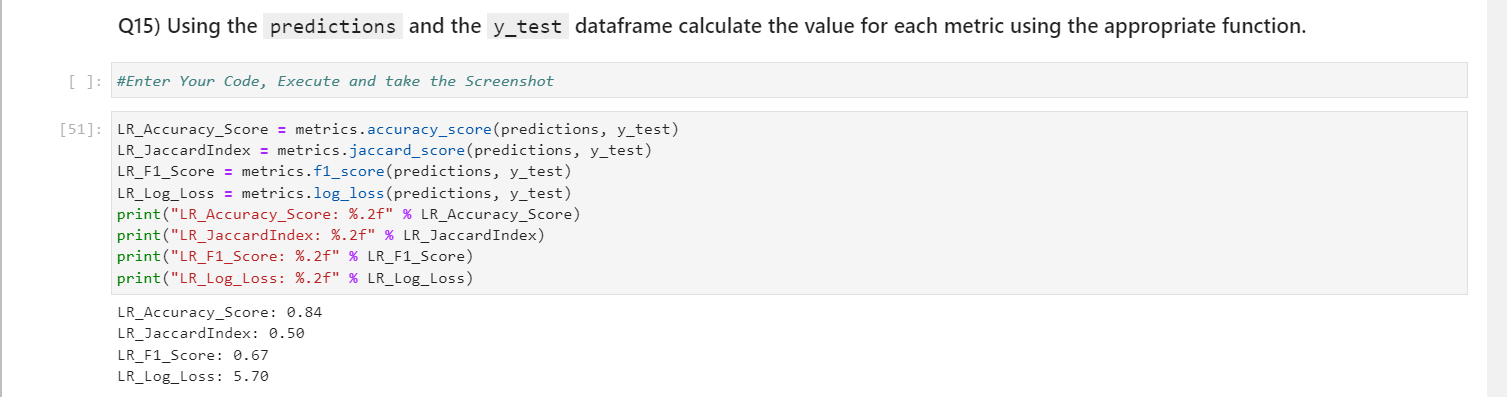 Q15) Using the predictions and the y_test dataframe calculate the value for each metric using the appropriate function.
[ ]: #Enter Your Code, Execute and take the Screenshot
[51]: LR_Accuracy_Score = metrics.accuracy_score(predictions, y_test)
LR_JaccardIndex = metrics.jaccard_score(predictions, y_test)
LR_F1_Score = metrics.f1_score(predictions, y_test)
LR_Log_Loss = metrics.log_loss(predictions, y_test)
print("LR_Accuracy_Score: %.2f" % LR_Accuracy_Score)
print("LR_JaccardIndex: %.2f" % LR_JaccardIndex)
print("LR_F1_Score: %.2f" % LR_F1_Score)
print("LR_Log_Loss: %.2f" % LR_Log_Loss)
LR_Accuracy_Score: 0.84
LR_JaccardIndex: 0.50
LR_F1_Score: 0.67
LR_Log_Loss: 5.70